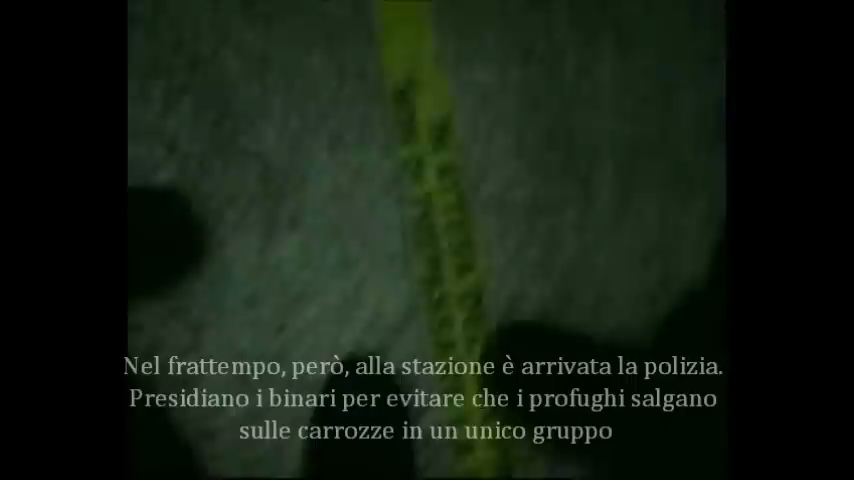 Nel frattempo, però, alla stazione è arrivata la polizia.
Presidiano i binari per evitare che i profughi salgano
sulle carrozze in un unico gruppo